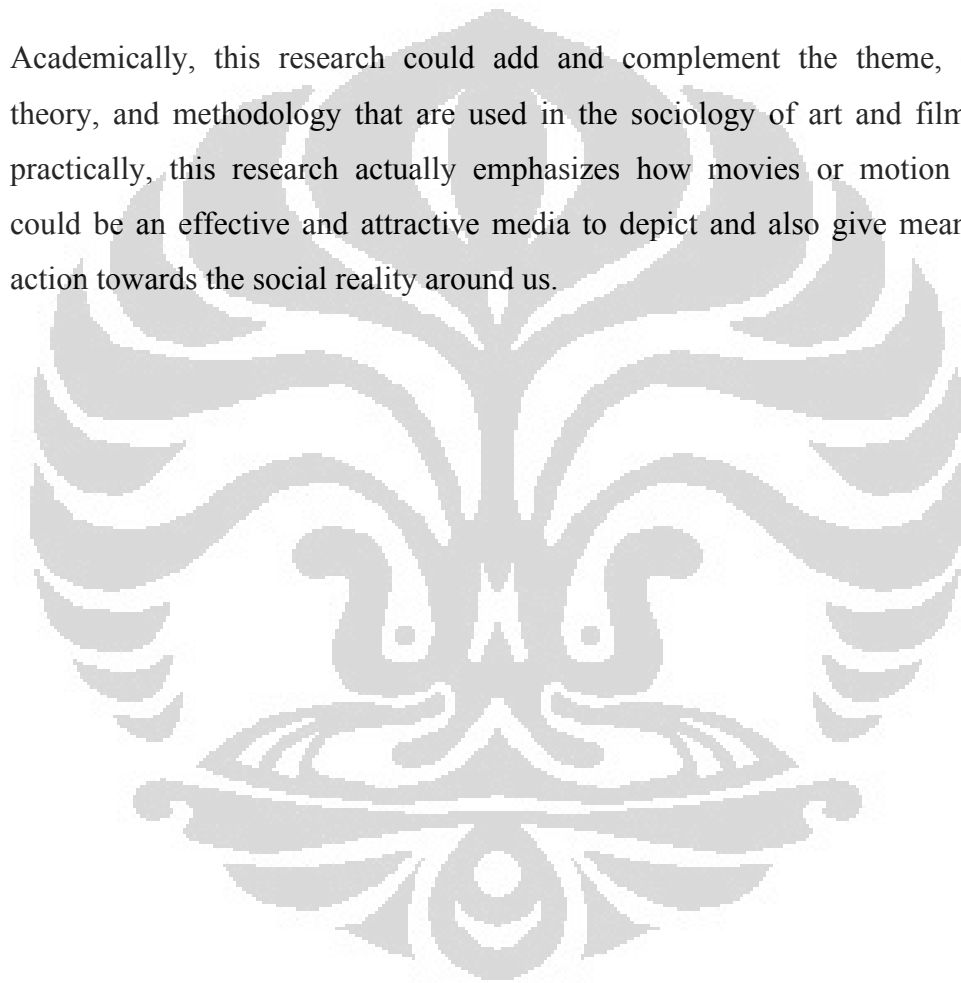 Academically, this research could add and complement the theme,
theory, and methodology that are used in the sociology of art and film
practically, this research actually emphasizes how movies or motion
could be an effective and attractive media to depict and also give mean
action towards the social reality around us.